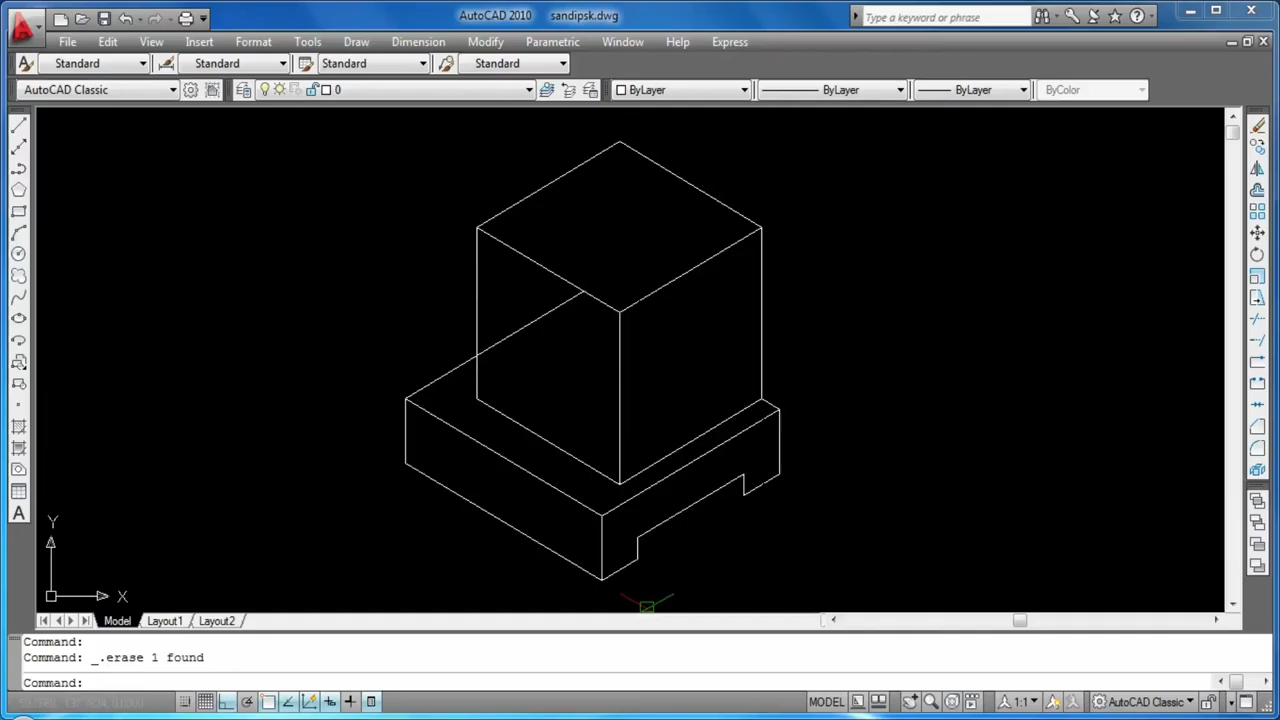 AutoCAD 2010 sandipsk.dwg
Type a keyword or phrase
File Edit View Insert Format Tools Draw Dimension Modify Parametric Window Help Express
Standard Standard Standard Standard
AutoCAD Classic 0 ByLayer ByLayer ByLayer ByColor
A
Y
X
Model Layout1 Layout2
Command:
Command: _.erase 1 found
Command:
MODEL 1:1 AutoCAD Classic